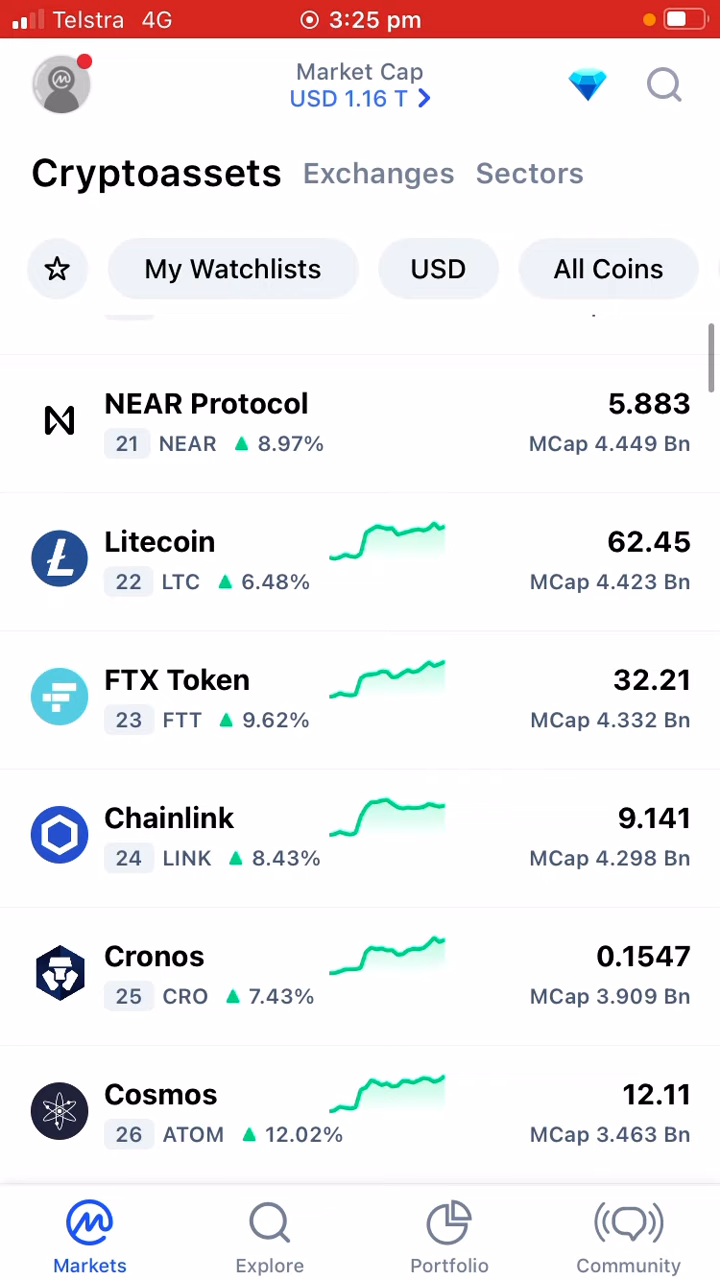 Telstra 4G 3:25 pm
Market Cap
USD 1.16 T
Cryptoassets Exchanges Sectors
My Watchlists USD All Coins
NEAR Protocol 5.883
21 NEAR 8.97% MCap 4.449 Bn
Litecoin 62.45
22 LTC 6.48% MCap 4.423 Bn
FTX Token 32.21
23 FTT 9.62% MCap 4.332 Bn
Chainlink 9.141
24 LINK 8.43% MCap 4.298 Bn
Cronos 0.1547
25 CRO 7.43% MCap 3.909 Bn
Cosmos 12.11
26 ATOM 12.02% MCap 3.463 Bn
Markets Explore Portfolio Community